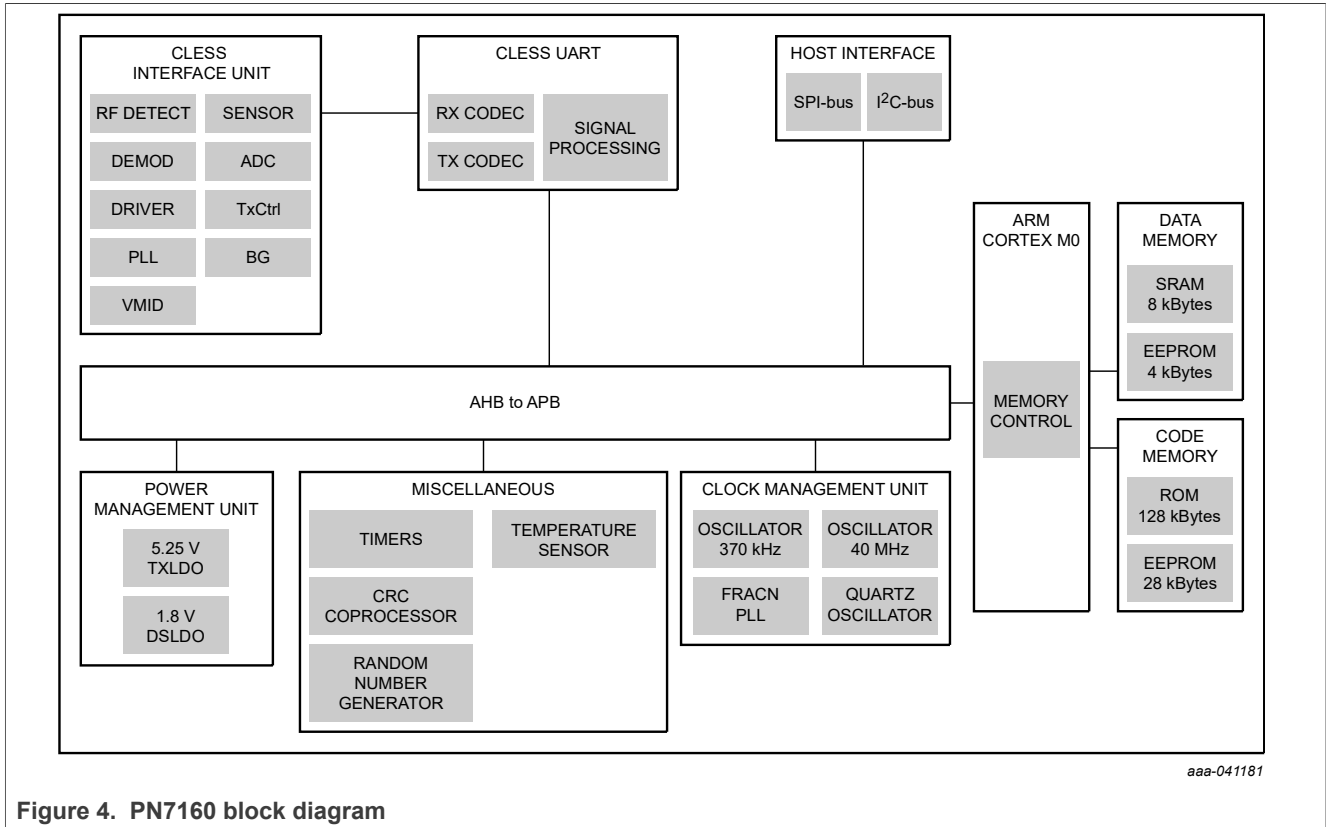 CLESS
INTERFACE UNIT
RF DETECT
SENSOR
DEMOD
ADC
DRIVER
TxCtrl
PLL
BG
VMID
CLESS UART
RX CODEC
TX CODEC
SIGNAL
PROCESSING
HOST INTERFACE
SPI-bus
I²C-bus
ARM
CORTEX M0
MEMORY
CONTROL
DATA
MEMORY
SRAM
8 kBytes
EEPROM
4 kBytes
CODE
MEMORY
ROM
128 kBytes
EEPROM
28 kBytes
AHB to APB
POWER
MANAGEMENT UNIT
5.25 V
TXLDO
1.8 V
DSLDO
MISCELLANEOUS
TIMERS
TEMPERATURE
SENSOR
CRC
COPROCESSOR
RANDOM
NUMBER
GENERATOR
CLOCK MANAGEMENT UNIT
OSCILLATOR
370 kHz
OSCILLATOR
40 MHz
FRACN
PLL
QUARTZ
OSCILLATOR
aaa-041181
Figure 4. PN7160 block diagram